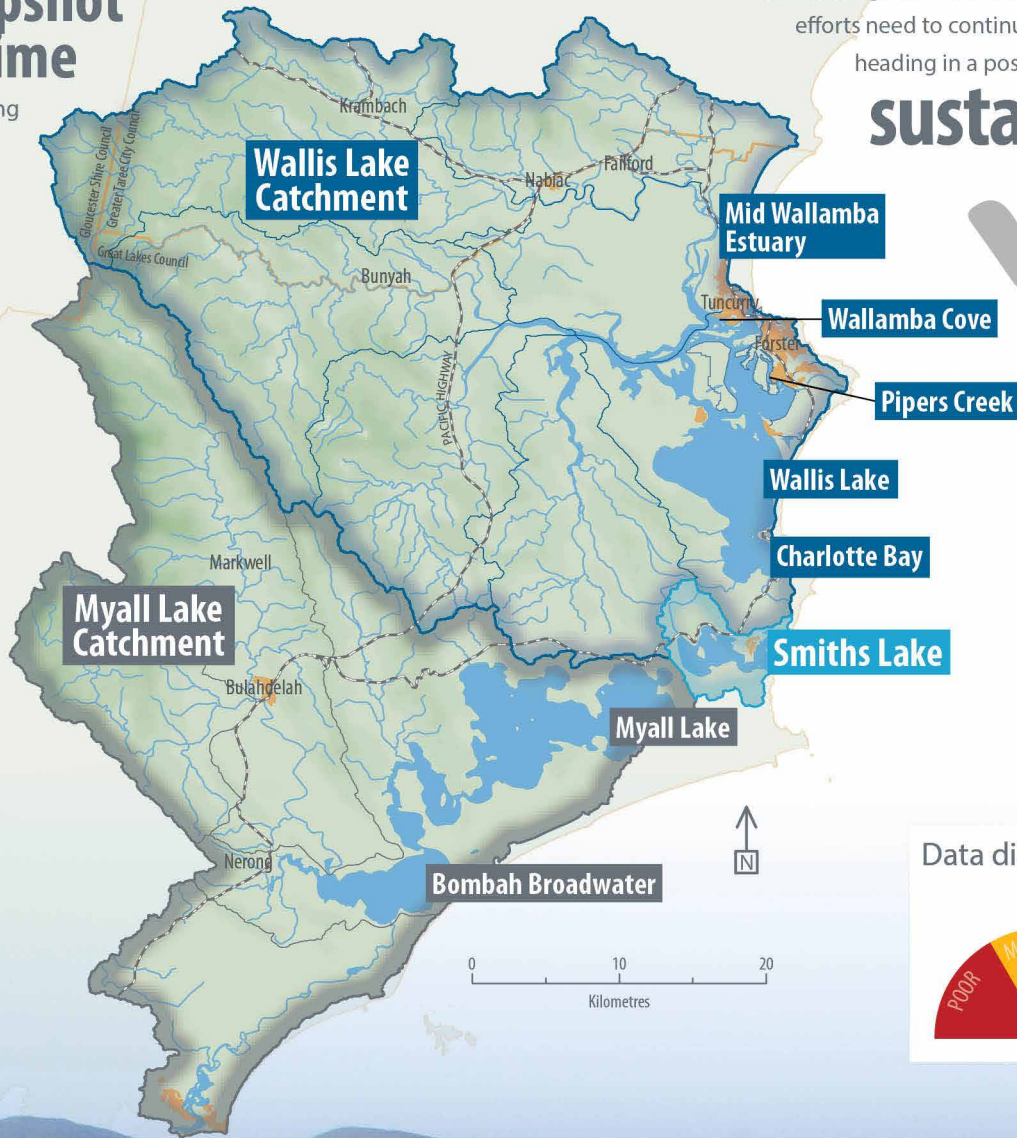 efforts need to continu
heading in a pos
susta
pshot
ime
ng
Krambach
Wallis Lake
Catchment
Failford
Nabiac
Gloucester Shire Council
Greater Taree City Council
Great Lakes Council
Bunyah
Mid Wallamba
Estuary
Tuncurry
Wallamba Cove
Forster
PACIFIC HIGHWAY
Pipers Creek
Wallis Lake
Charlotte Bay
Markwell
Myall Lake
Catchment
Smiths Lake
Bulahdelah
Myall Lake
N
Nerong
Bombah Broadwater
0 10 20
Kilometres
Data di
POOR
M